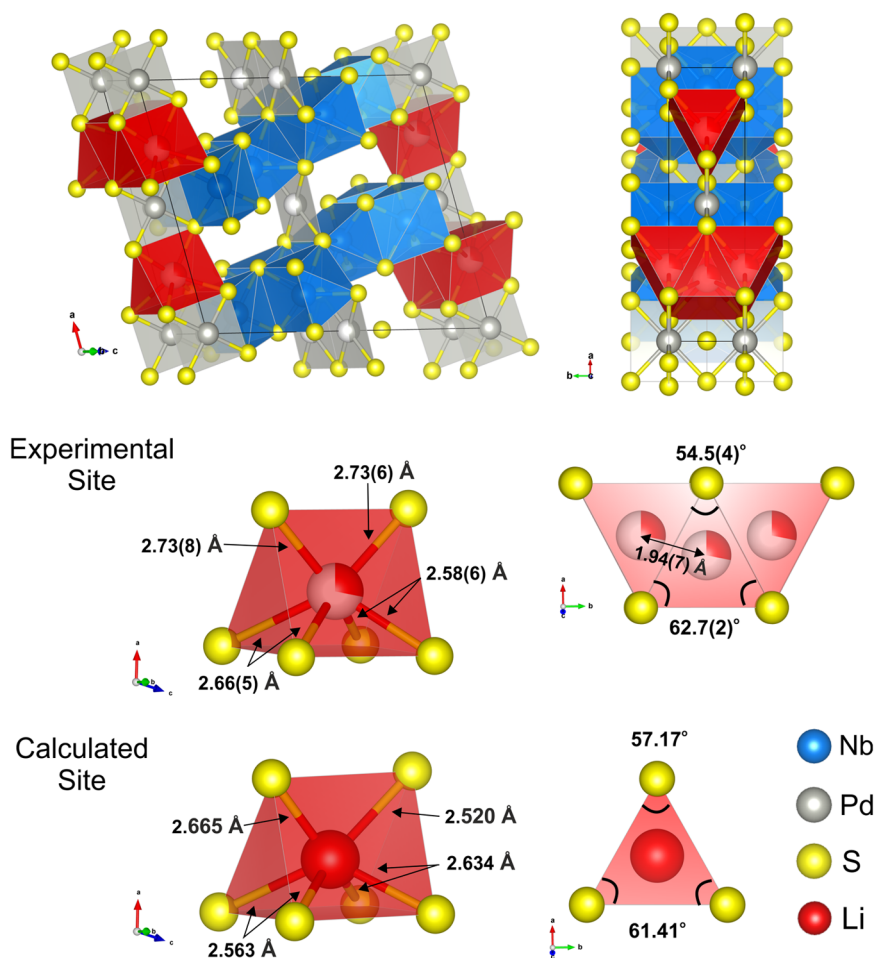 a
b
c
a
b
c
Experimental
Site
2.73(6) Å
2.73(8) Å
2.58(6) Å
2.66(5) Å
a
b
c
54.5(4)°
1.94(7) Å
62.7(2)°
a
b
c
Calculated
Site
2.665 Å
2.520 Å
2.634 Å
2.563 Å
a
b
c
57.17°
61.41°
a
b
c
Nb
Pd
S
Li